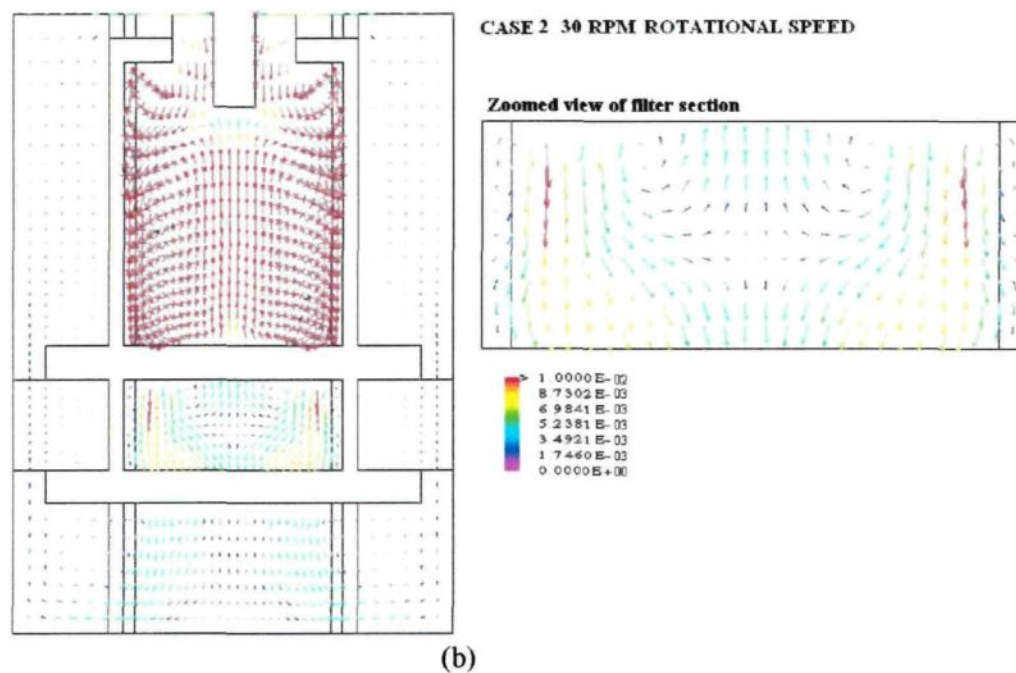 CASE 2 30 RPM ROTATIONAL SPEED
Zoomed view of filter section
> 1.0000E-02
8.7302E-03
6.9841E-03
5.2381E-03
3.4921E-03
1.7460E-03
0.0000E+00
(b)